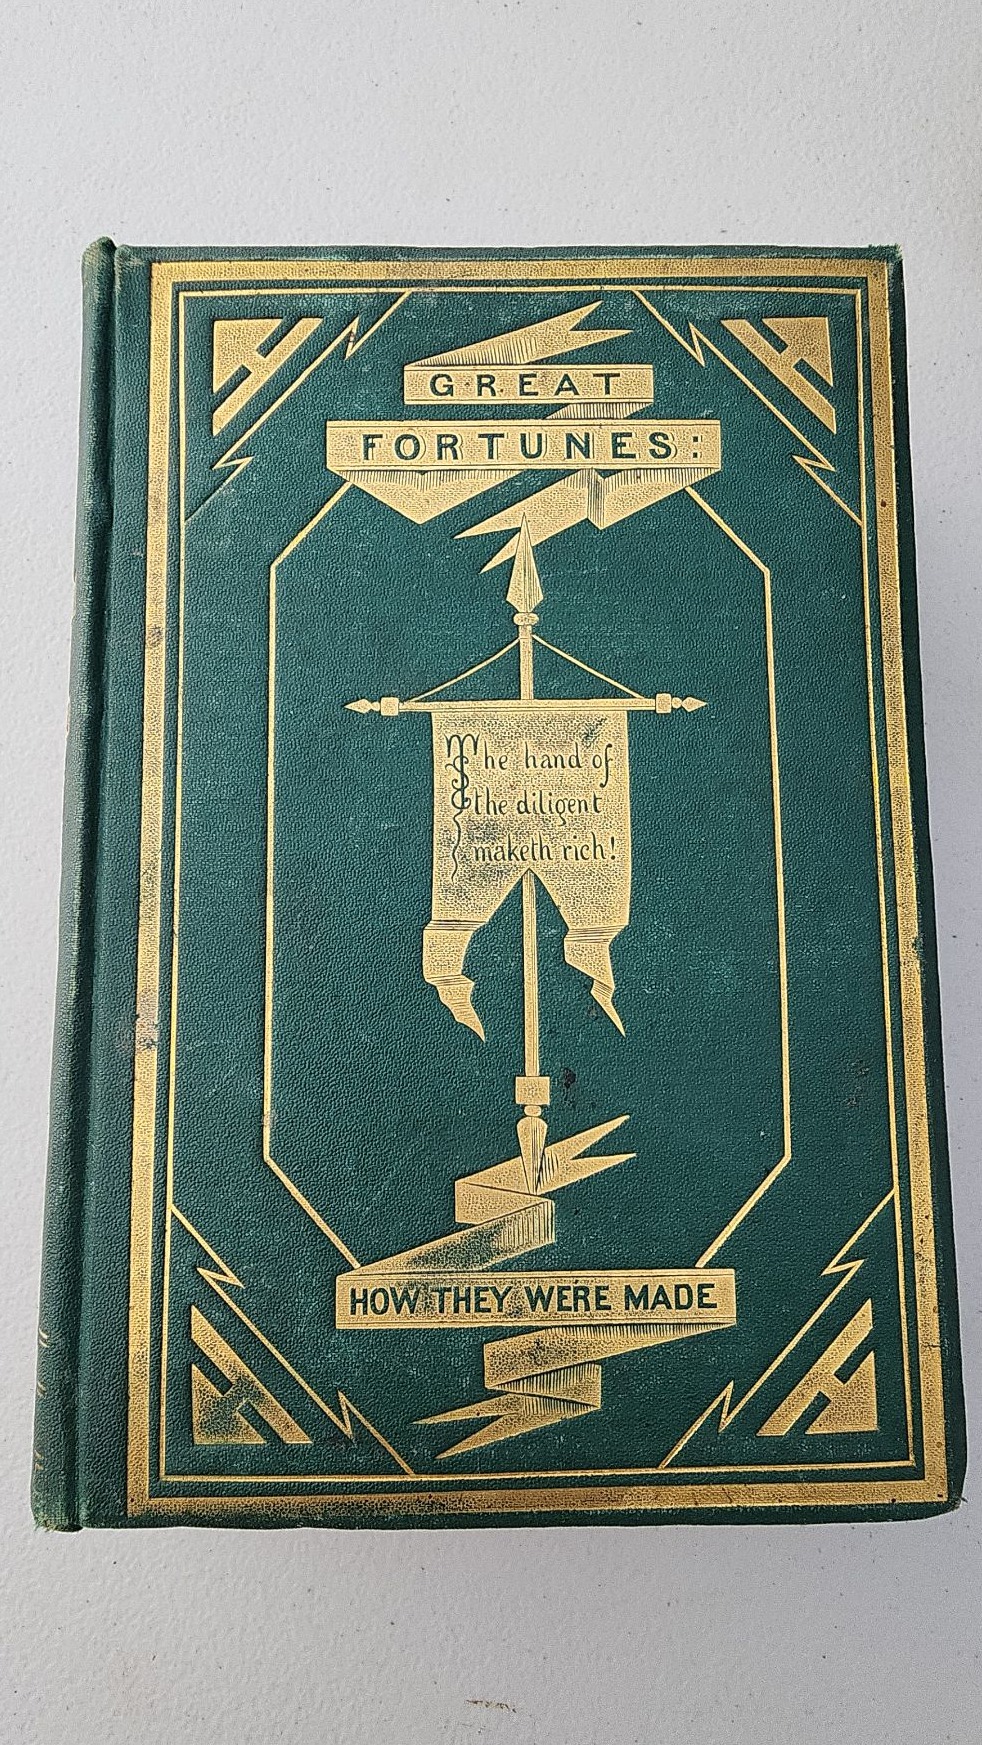 GREAT
FORTUNES:
The hand of
the diligent
maketh rich!
HOW THEY WERE MADE